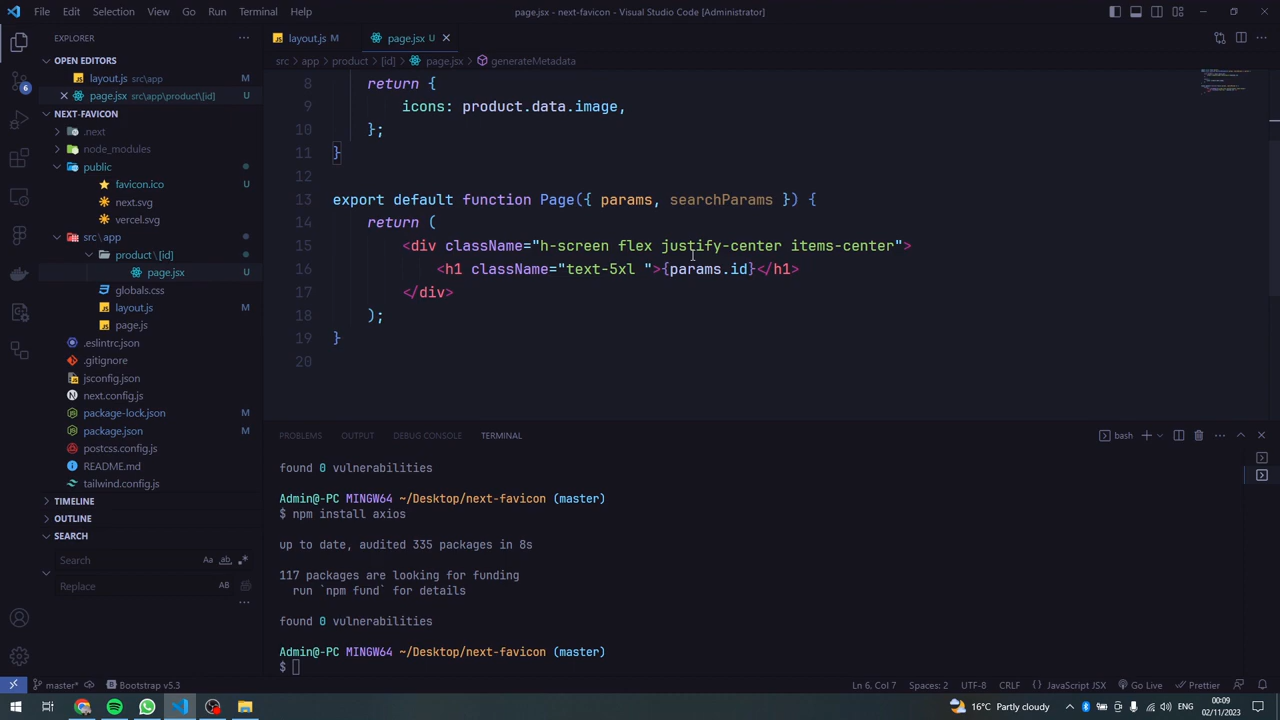 File Edit Selection View Go Run Terminal Help
page.jsx - next-favicon - Visual Studio Code [Administrator]
EXPLORER
layout.js M
page.jsx U
OPEN EDITORS
layout.js src\app M
page.jsx src\app\product\[id] U
NEXT-FAVICON
.next
node_modules
public
favicon.ico U
next.svg
vercel.svg
src\app
product\[id]
page.jsx U
globals.css
layout.js M
page.js
.eslintrc.json
.gitignore
jsconfig.json
next.config.js
package-lock.json M
package.json M
postcss.config.js
README.md
tailwind.config.js
TIMELINE
OUTLINE
SEARCH
Search Aa ab
Replace AB
6
src > app > product > [id] > page.jsx > generateMetadata
8 return {
9 icons: product.data.image,
10 };
11 }
12
13 export default function Page({ params, searchParams }) {
14 return (
15 <div className="h-screen flex justify-center items-center">
16 <h1 className="text-5xl ">{params.id}</h1>
17 </div>
18 );
19 }
20
PROBLEMS OUTPUT DEBUG CONSOLE TERMINAL
bash
found 0 vulnerabilities
Admin@-PC MINGW64 ~/Desktop/next-favicon (master)
$ npm install axios
up to date, audited 335 packages in 8s
117 packages are looking for funding
run `npm fund` for details
found 0 vulnerabilities
Admin@-PC MINGW64 ~/Desktop/next-favicon (master)
$
master* Bootstrap v5.3
Ln 6, Col 7 Spaces: 2 UTF-8 CRLF JavaScript JSX Go Live Prettier
16°C Partly cloudy
ENG
00:09
02/11/2023